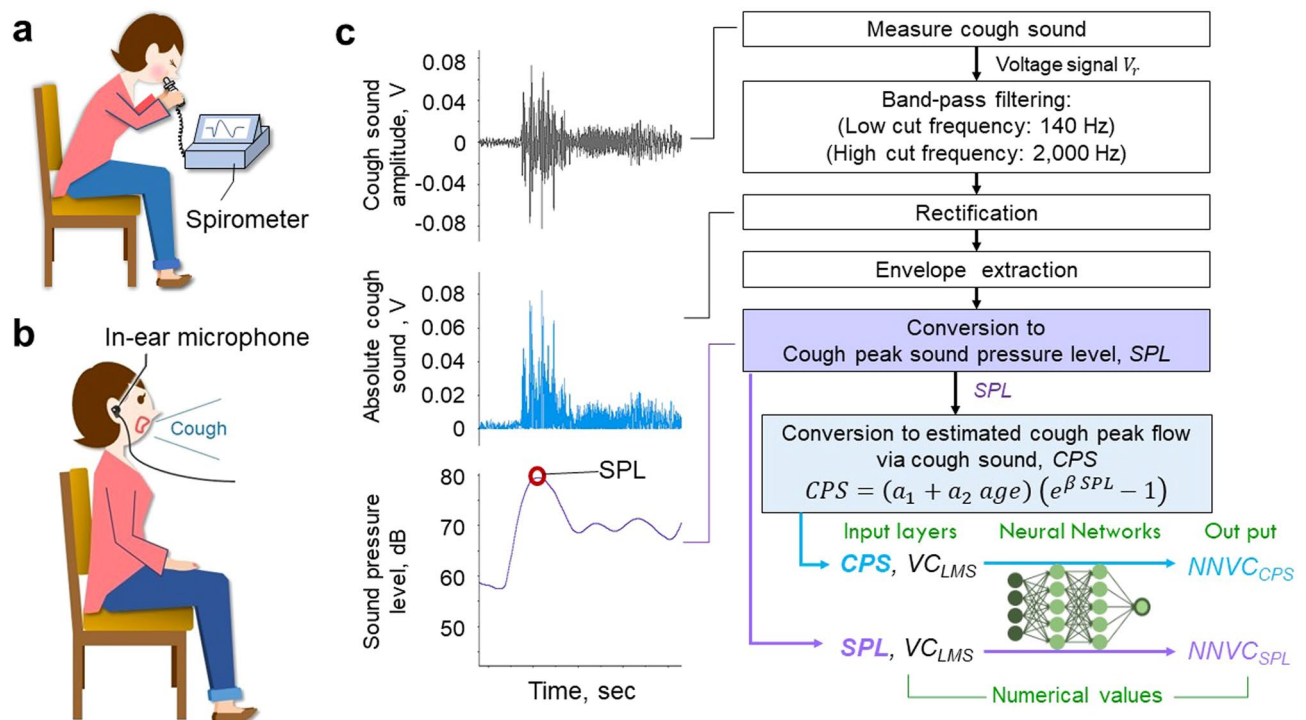 a
Spirometer
b
In-ear microphone
Cough
c
Cough sound
amplitude, V
0.08
0.04
0
-0.04
-0.08
Absolute cough
sound , V
0.08
0.06
0.04
0.02
0
Sound pressure
level, dB
80
70
60
50
SPL
Time, sec
Measure cough sound
Voltage signal Vr
Band-pass filtering:
(Low cut frequency: 140 Hz)
(High cut frequency: 2,000 Hz)
Rectification
Envelope extraction
Conversion to
Cough peak sound pressure level, SPL
SPL
Conversion to estimated cough peak flow
via cough sound, CPS
CPS = (a1 + a2 age) (e^β SPL − 1)
Input layers Neural Networks Out put
CPS, VCLMS NNVCCPS
SPL, VCLMS NNVCSPL
Numerical values